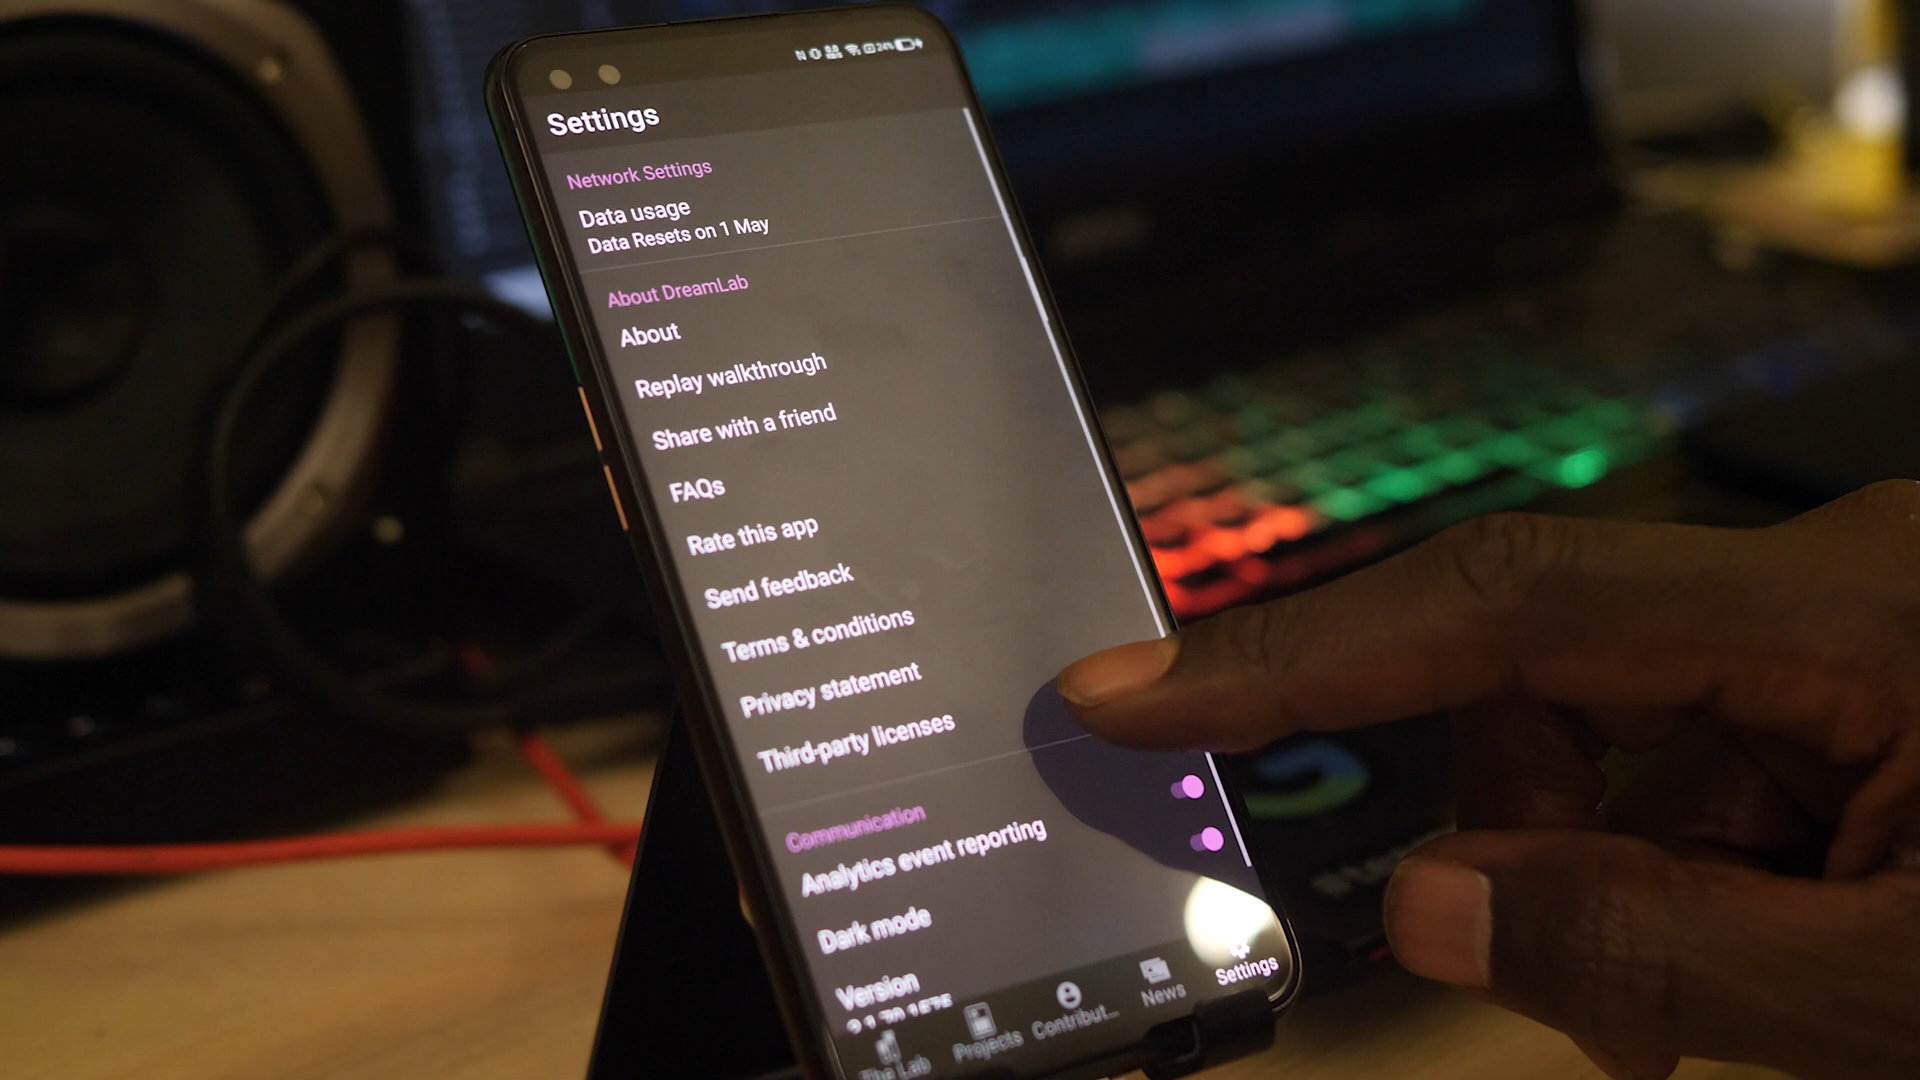 24%
Settings
Network Settings
Data usage
Data Resets on 1 May
About DreamLab
About
Replay walkthrough
Share with a friend
FAQs
Rate this app
Send feedback
Terms & conditions
Privacy statement
Third-party licenses
Communication
Analytics event reporting
Dark mode
Version
The Lab
Projects
Contribut...
News
Settings